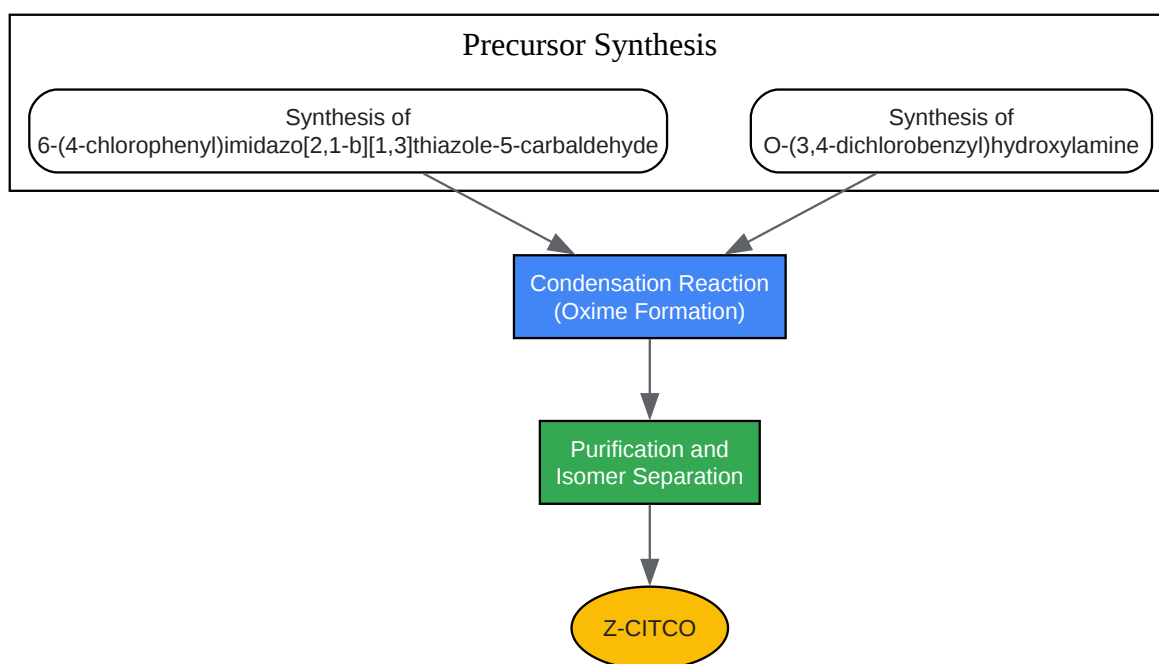 Precursor Synthesis
Synthesis of
6-(4-chlorophenyl)imidazo[2,1-b][1,3]thiazole-5-carbaldehyde
Synthesis of
O-(3,4-dichlorobenzyl)hydroxylamine
Condensation Reaction
(Oxime Formation)
Purification and
Isomer Separation
Z-CITCO